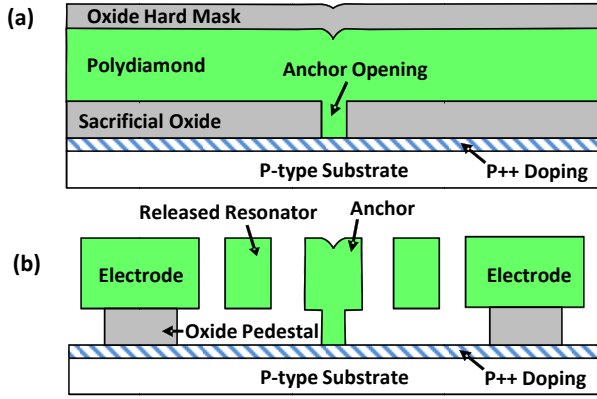 (a)
Oxide Hard Mask
Polydiamond
Anchor Opening
Sacrificial Oxide
P-type Substrate
P++ Doping
Released Resonator
Anchor
(b)
Electrode
Electrode
Oxide Pedestal
P-type Substrate
P++ Doping